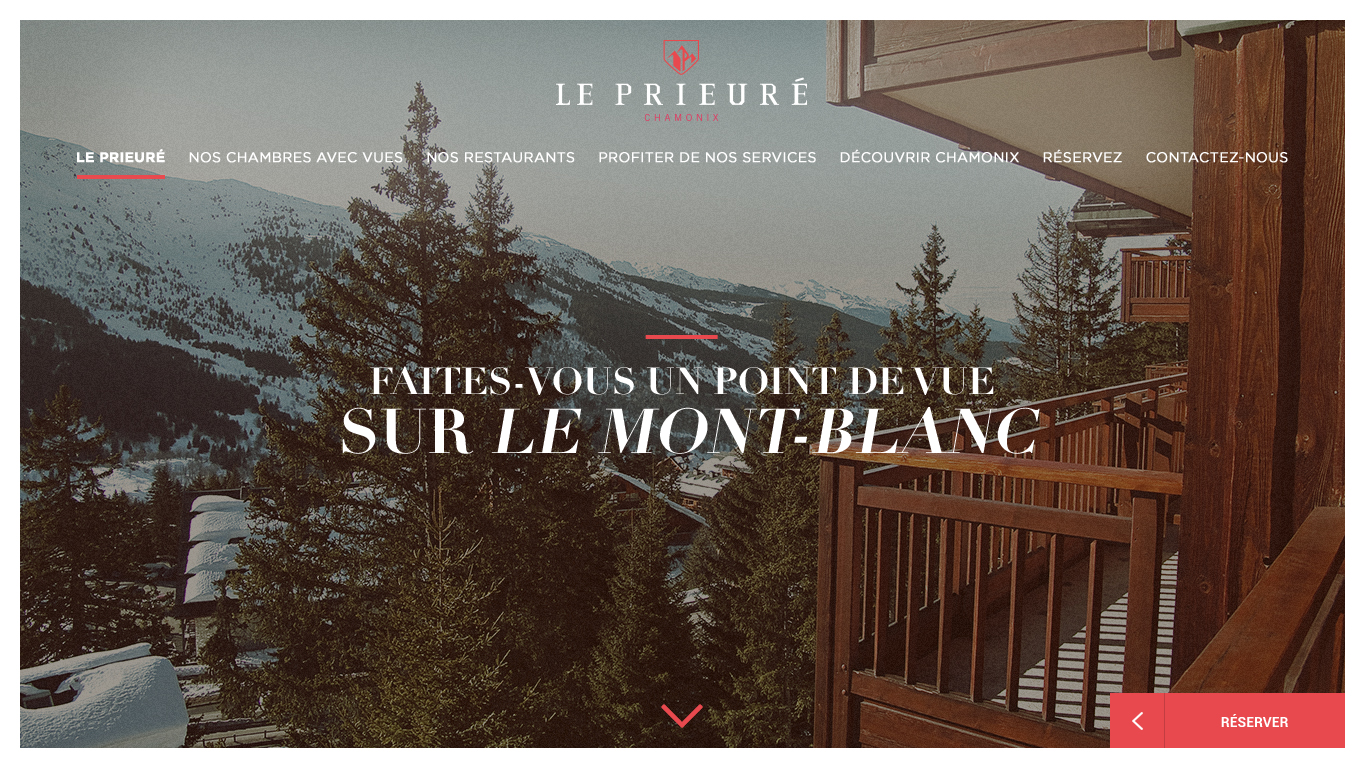 LE PRIEURÉ
CHAMONIX
LE PRIEURÉ NOS CHAMBRES AVEC VUES NOS RESTAURANTS PROFITER DE NOS SERVICES DÉCOUVRIR CHAMONIX RÉSERVEZ CONTACTEZ-NOUS
FAITES-VOUS UN POINT DE VUE
SUR LE MONT-BLANC
RÉSERVER